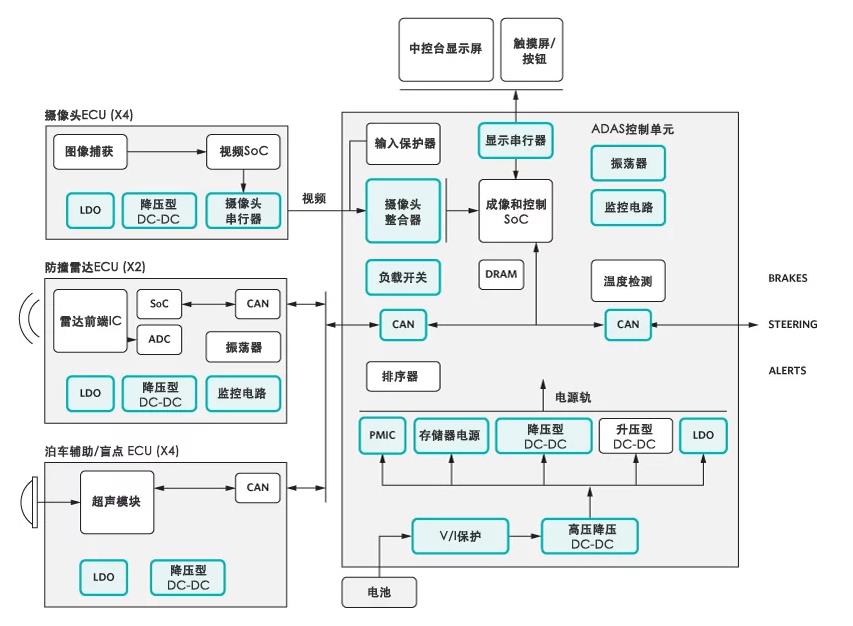 中控台显示屏
触摸屏/
按钮
摄像头ECU (X4)
图像捕获
视频SoC
LDO
降压型
DC-DC
摄像头
串行器
视频
防撞雷达ECU (X2)
雷达前端IC
SoC
CAN
ADC
振荡器
LDO
降压型
DC-DC
监控电路
泊车辅助/盲点 ECU (X4)
超声模块
CAN
LDO
降压型
DC-DC
ADAS控制单元
输入保护器
显示串行器
振荡器
摄像头
整合器
成像和控制
SoC
监控电路
负载开关
DRAM
温度检测
CAN
CAN
排序器
电源轨
PMIC
存储器电源
降压型
DC-DC
升压型
DC-DC
LDO
V/I保护
高压降压
DC-DC
电池
BRAKES
STEERING
ALERTS